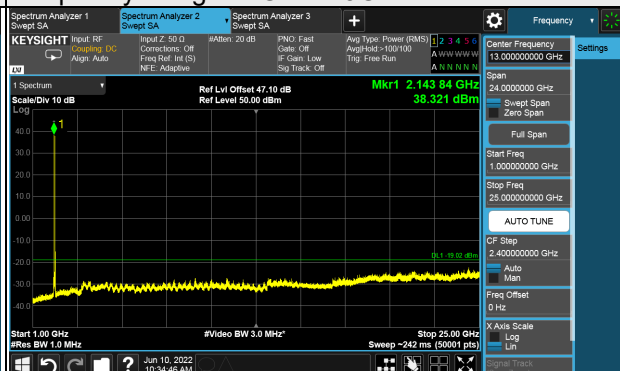 Spectrum Analyzer 1
Swept SA
Spectrum Analyzer 2
Swept SA
Spectrum Analyzer 3
Swept SA
Frequency
KEYSIGHT
Input: RF
Coupling: DC
Align: Auto
Input Z: 50 Ω
Corrections: Off
Freq Ref: Int (S)
NFE: Adaptive
#Atten: 20 dB
PNO: Fast
Gate: Off
IF Gain: Low
Sig Track: Off
Avg Type: Power (RMS)
Avg|Hold:>100/100
Trig: Free Run
1 2 3 4 5 6
A W W W W W
A N N N N N
LXI
1 Spectrum
Scale/Div 10 dB
Log
Ref Lvl Offset 47.10 dB
Ref Level 50.00 dBm
Mkr1 2.143 84 GHz
38.321 dBm
1
40.0
30.0
20.0
10.0
0.00
-10.0
-20.0
-30.0
-40.0
DL1 -19.02 dBm
Start 1.00 GHz
#Res BW 1.0 MHz
#Video BW 3.0 MHz*
Stop 25.00 GHz
Sweep ~242 ms (50001 pts)
Jun 10, 2022
10:34:46 AM
Center Frequency
13.000000000 GHz
Settings
Span
24.0000000 GHz
Swept Span
Zero Span
Full Span
Start Freq
1.000000000 GHz
Stop Freq
25.000000000 GHz
AUTO TUNE
CF Step
2.400000000 GHz
Auto
Man
Freq Offset
0 Hz
X Axis Scale
Log
Lin
Signal Track